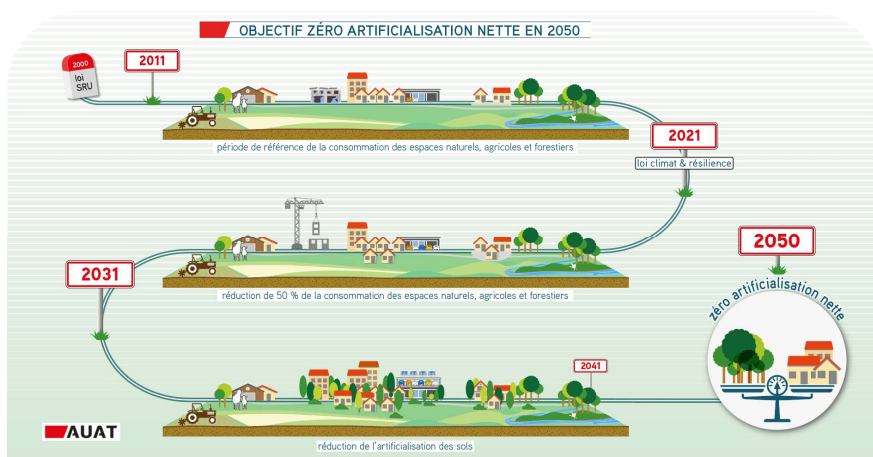 OBJECTIF ZÉRO ARTIFICIALISATION NETTE EN 2050
2000
loi
SRU
2011
période de référence de la consommation des espaces naturels, agricoles et forestiers
2021
loi climat & résilience
2031
réduction de 50 % de la consommation des espaces naturels, agricoles et forestiers
2050
zéro artificialisation nette
2041
réduction de l'artificialisation des sols
AUAT